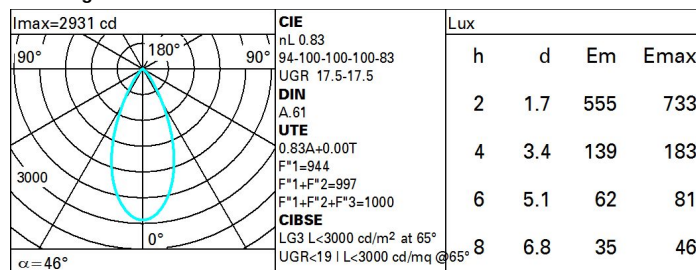 Imax=2931 cd
90° 180° 90°
3000
0°
α=46°
CIE
nL 0.83
94-100-100-100-83
UGR 17.5-17.5
DIN
A.61
UTE
0.83A+0.00T
F"1=944
F"1+F"2=997
F"1+F"2+F"3=1000
CIBSE
LG3 L<3000 cd/m² at 65°
UGR<19 | L<3000 cd/mq @65°
Lux
h d Em Emax
2 1.7 555 733
4 3.4 139 183
6 5.1 62 81
8 6.8 35 46